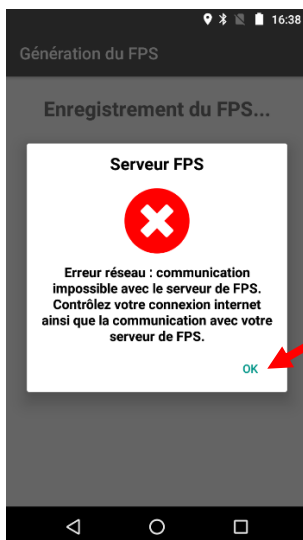 16:38
Génération du FPS
Enregistrement du FPS...
Serveur FPS
Erreur réseau : communication
impossible avec le serveur de FPS.
Contrôlez votre connexion internet
ainsi que la communication avec votre
serveur de FPS.
OK